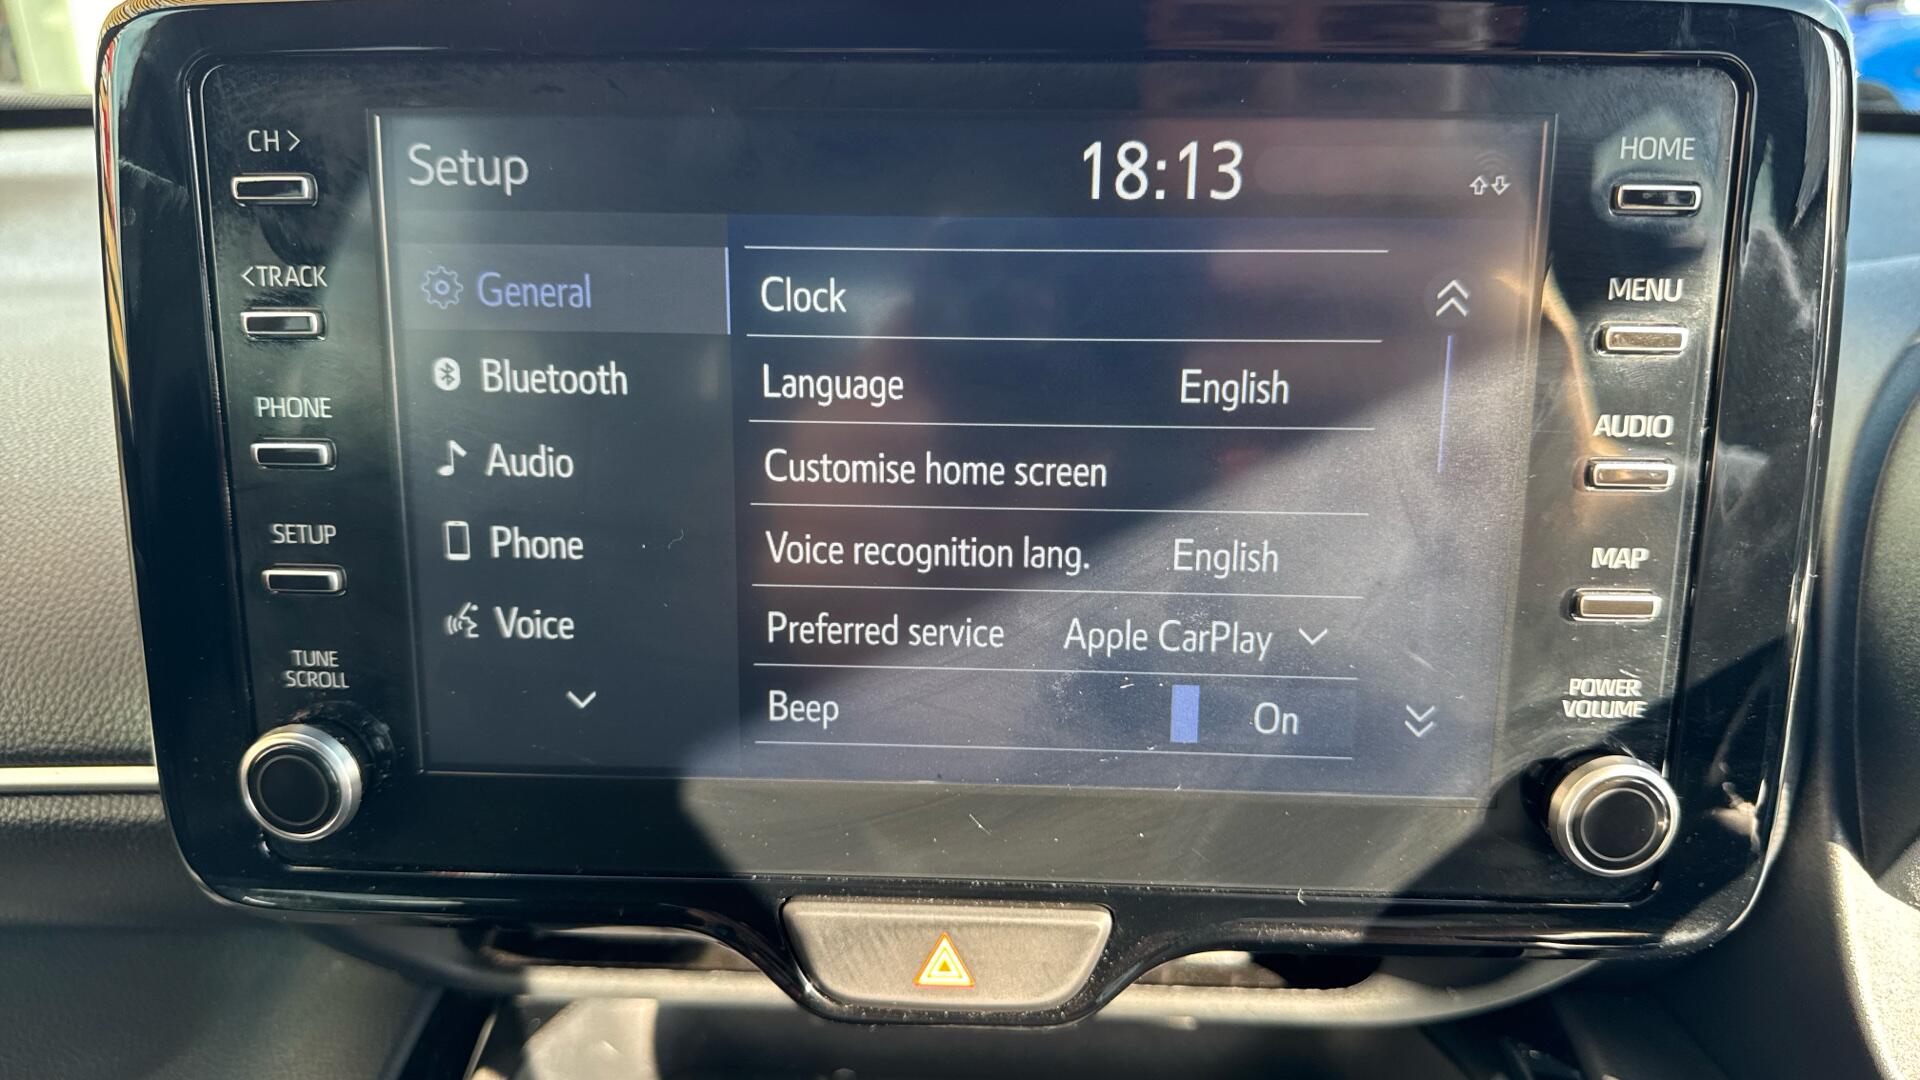 CH >
<TRACK
PHONE
SETUP
TUNE
SCROLL
Setup
18:13
General
Bluetooth
Audio
Phone
Voice
Clock
Language English
Customise home screen
Voice recognition lang. English
Preferred service Apple CarPlay
Beep On
HOME
MENU
AUDIO
MAP
POWER
VOLUME